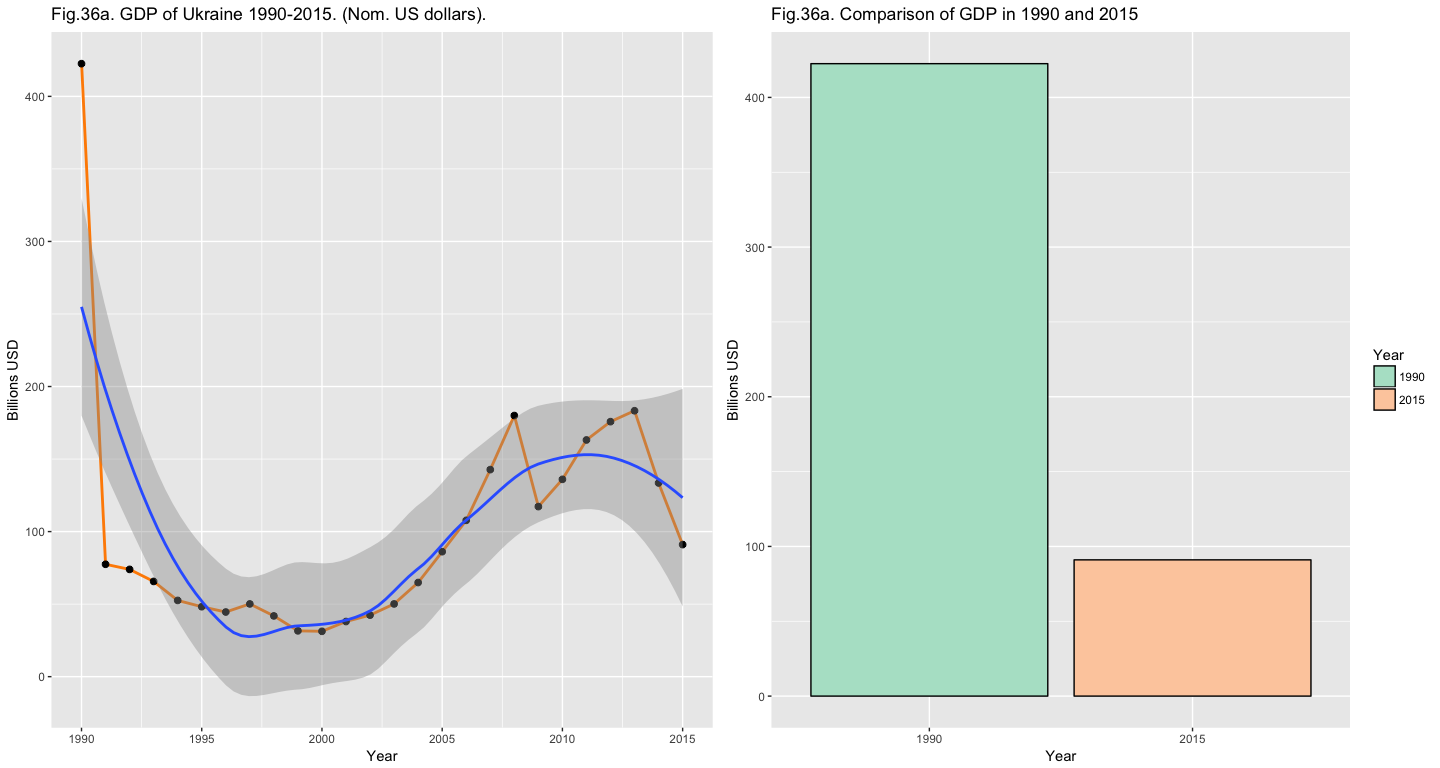 Fig.36a. GDP of Ukraine 1990-2015. (Nom. US dollars).
Billions USD
400
300
200
100
0
1990 1995 2000 2005 2010 2015
Year
Fig.36a. Comparison of GDP in 1990 and 2015
Billions USD
400
300
200
100
0
1990 2015
Year
Year
1990
2015